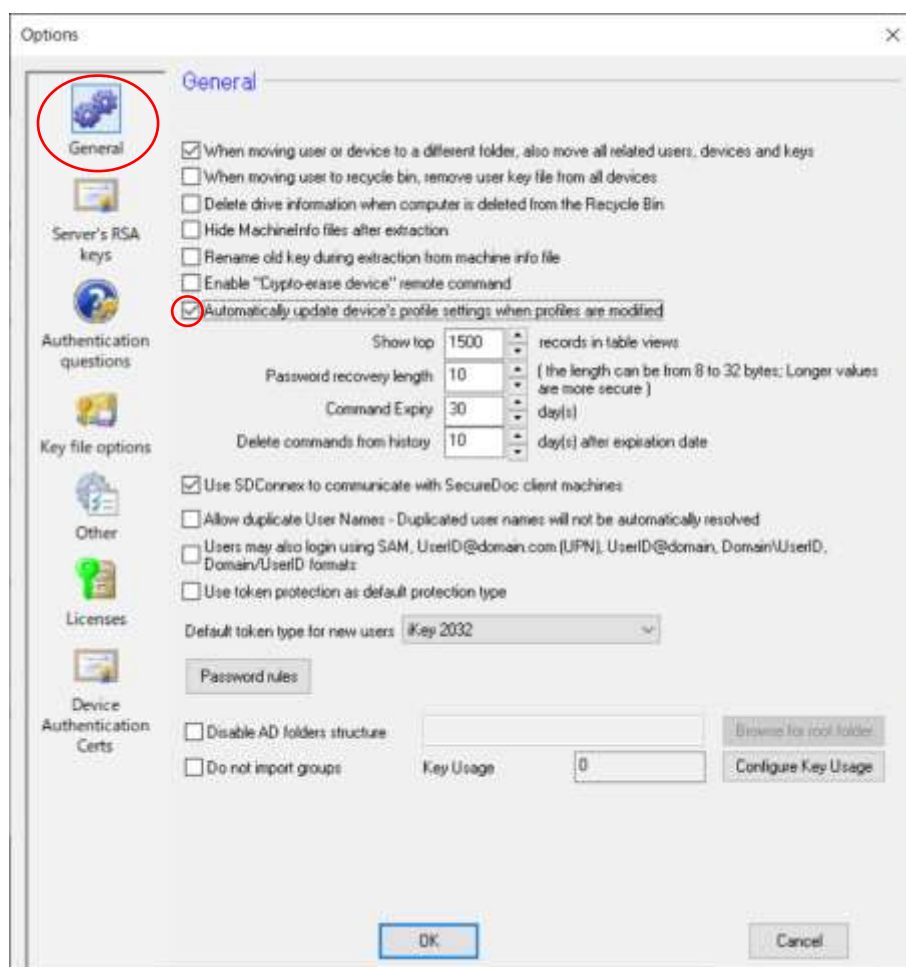 Options
General
General
Server's RSA
keys
Authentication
questions
Key file options
Other
Licenses
Device
Authentication
Certs
When moving user or device to a different folder, also move all related users, devices and keys
When moving user to recycle bin, remove user key file from all devices
Delete drive information when computer is deleted from the Recycle Bin
Hide MachineInfo files after extraction
Rename old key during extraction from machine info file
Enable "Crypto-erase device" remote command
Automatically update device's profile settings when profiles are modified
Show top 1500 records in table views
Password recovery length 10 ( the length can be from 8 to 32 bytes; Longer values
are more secure )
Command Expiry 30 day(s)
Delete commands from history 10 day(s) after expiration date
Use SDConnex to communicate with SecureDoc client machines
Allow duplicate User Names - Duplicated user names will not be automatically resolved
Users may also login using SAM, UserID@domain.com (UPN), UserID@domain, Domain\UserID,
Domain/UserID formats
Use token protection as default protection type
Default token type for new users iKey 2032
Password rules
Disable AD folders structure Browse for root folder
Do not import groups Key Usage 0 Configure Key Usage
OK Cancel